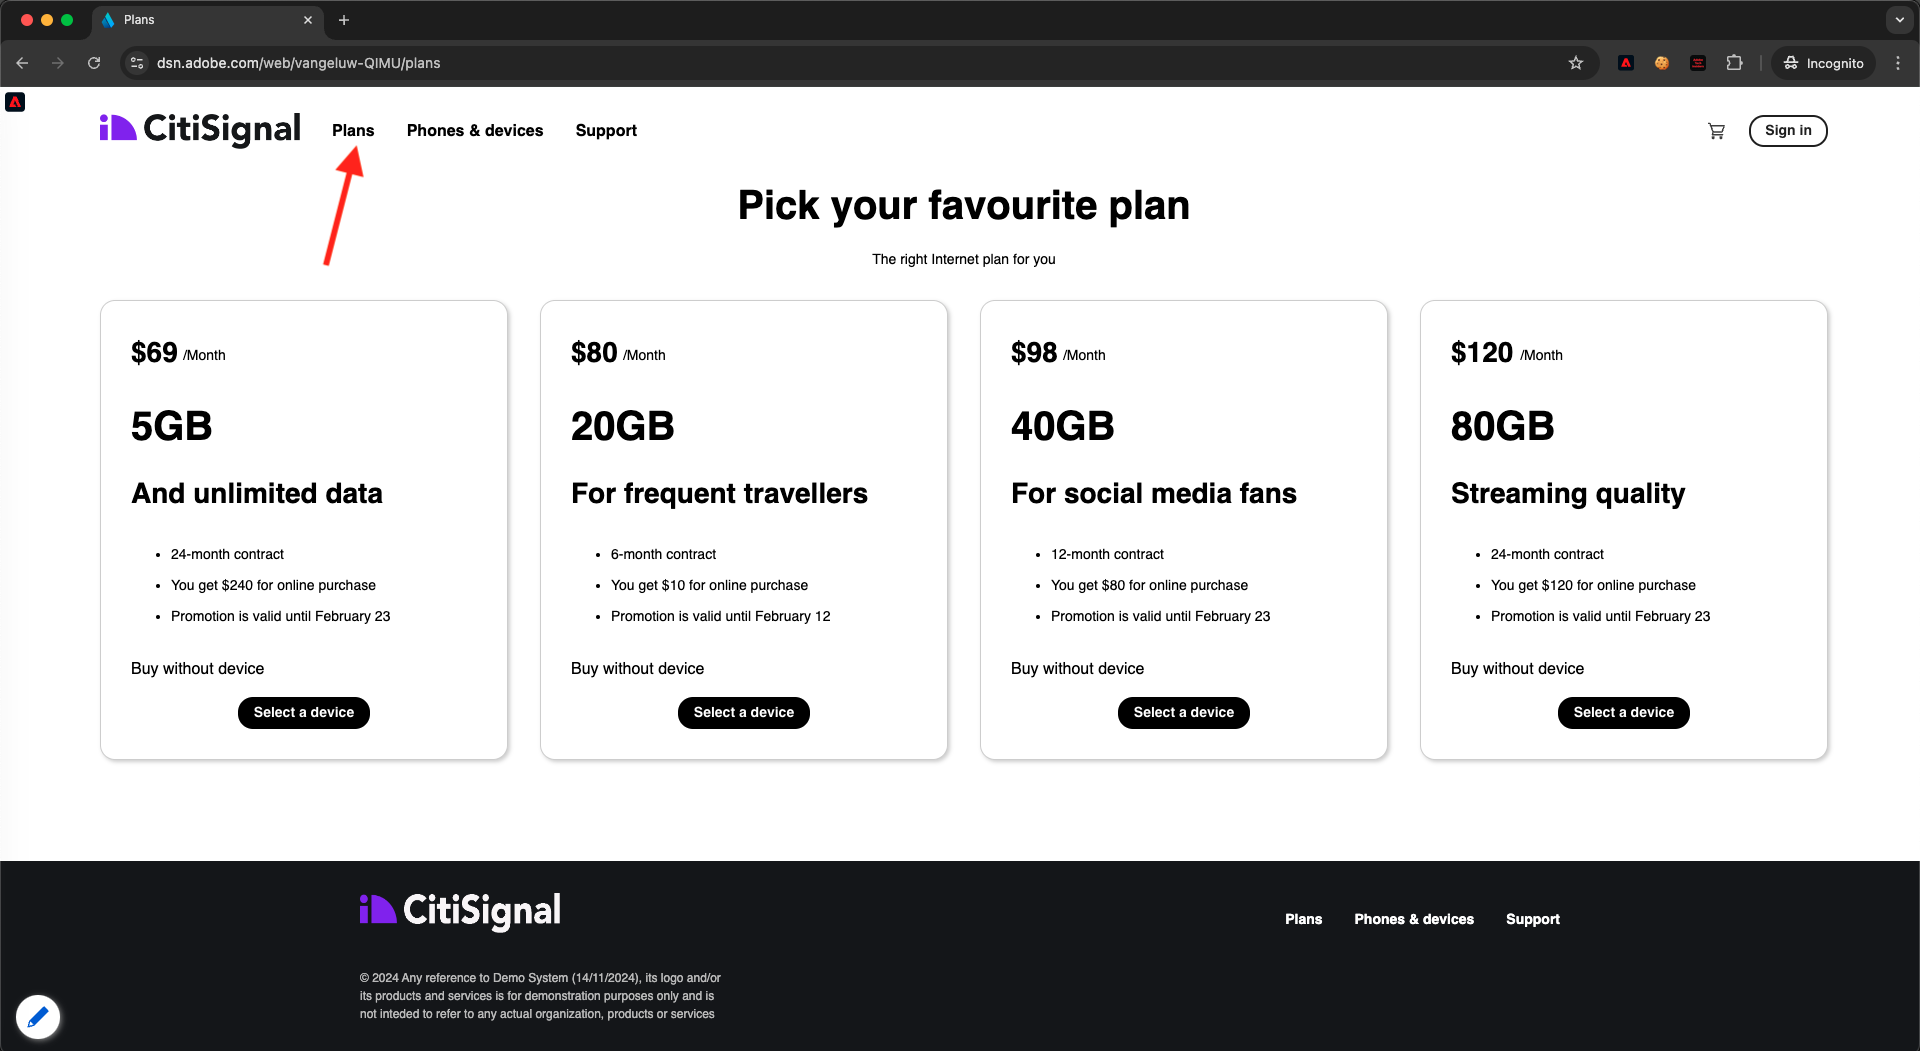 Plans
dsn.adobe.com/web/vangeluw-QIMU/plans
Incognito
CitiSignal
Plans
Phones & devices
Support
Sign in
Pick your favourite plan
The right Internet plan for you
$69 /Month
5GB
And unlimited data
24-month contract
You get $240 for online purchase
Promotion is valid until February 23
Buy without device
Select a device
$80 /Month
20GB
For frequent travellers
6-month contract
You get $10 for online purchase
Promotion is valid until February 12
Buy without device
Select a device
$98 /Month
40GB
For social media fans
12-month contract
You get $80 for online purchase
Promotion is valid until February 23
Buy without device
Select a device
$120 /Month
80GB
Streaming quality
24-month contract
You get $120 for online purchase
Promotion is valid until February 23
Buy without device
Select a device
CitiSignal
Plans
Phones & devices
Support
© 2024 Any reference to Demo System (14/11/2024), its logo and/or
its products and services is for demonstration purposes only and is
not inteded to refer to any actual organization, products or services